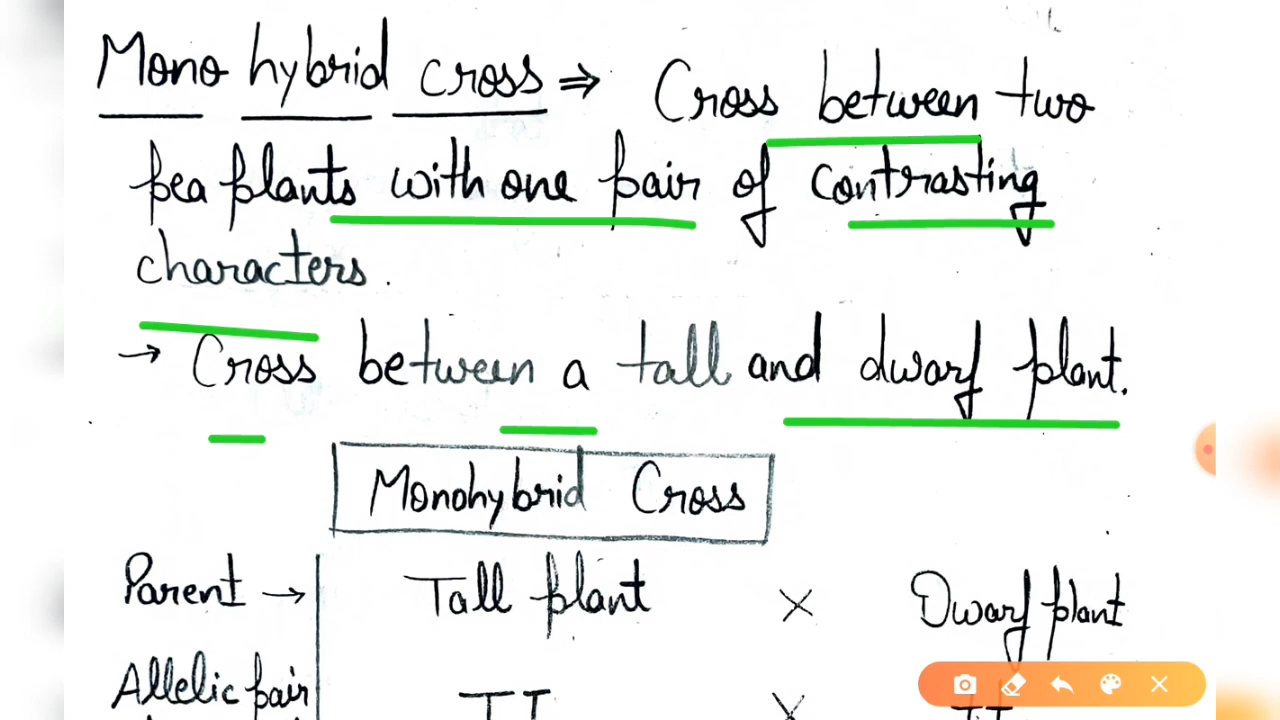 Mono hybrid cross ⇒ Cross between two
pea plants with one pair of contrasting
characters.
→ Cross between a tall and dwarf plant.
Monohybrid Cross
Parent → Tall plant × Dwarf plant
Allelic pair TT ×